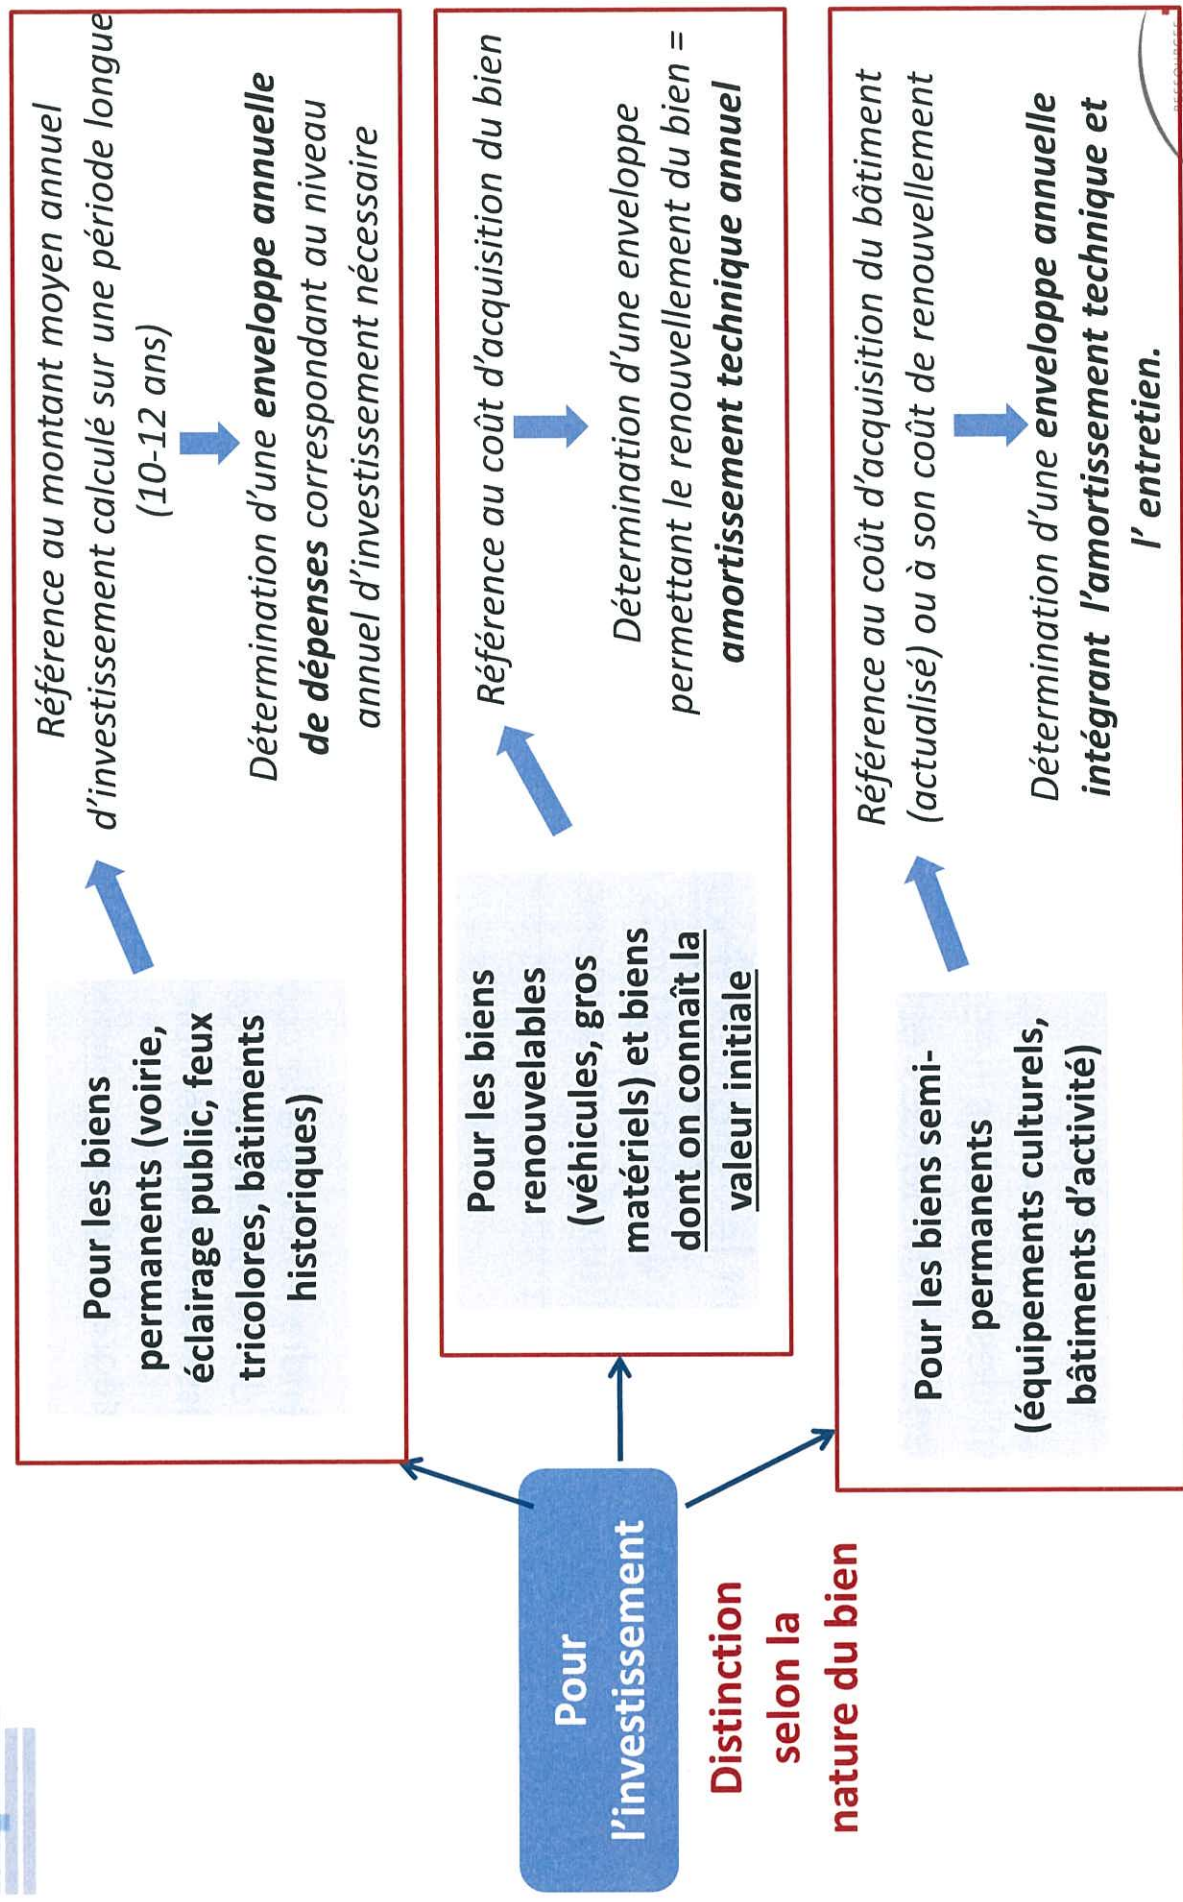 Pour
l'investissement
Distinction
selon la
nature du bien
Pour les biens
permanents (voirie,
éclairage public, feux
tricolores, bâtiments
historiques)
Référence au montant moyen annuel
d'investissement calculé sur une période longue
(10-12 ans)
Détermination d'une enveloppe annuelle
de dépenses correspondant au niveau
annuel d'investissement nécessaire
Pour les biens
renouvelables
(véhicules, gros
matériels) et biens
dont on connaît la
valeur initiale
Référence au coût d'acquisition du bien
Détermination d'une enveloppe
permettant le renouvellement du bien =
amortissement technique annuel
Pour les biens semi-
permanents
(équipements culturels,
bâtiments d'activité)
Référence au coût d'acquisition du bâtiment
(actualisé) ou à son coût de renouvellement
Détermination d'une enveloppe annuelle
intégrant l'amortissement technique et
l' entretien.
RESSOURCES